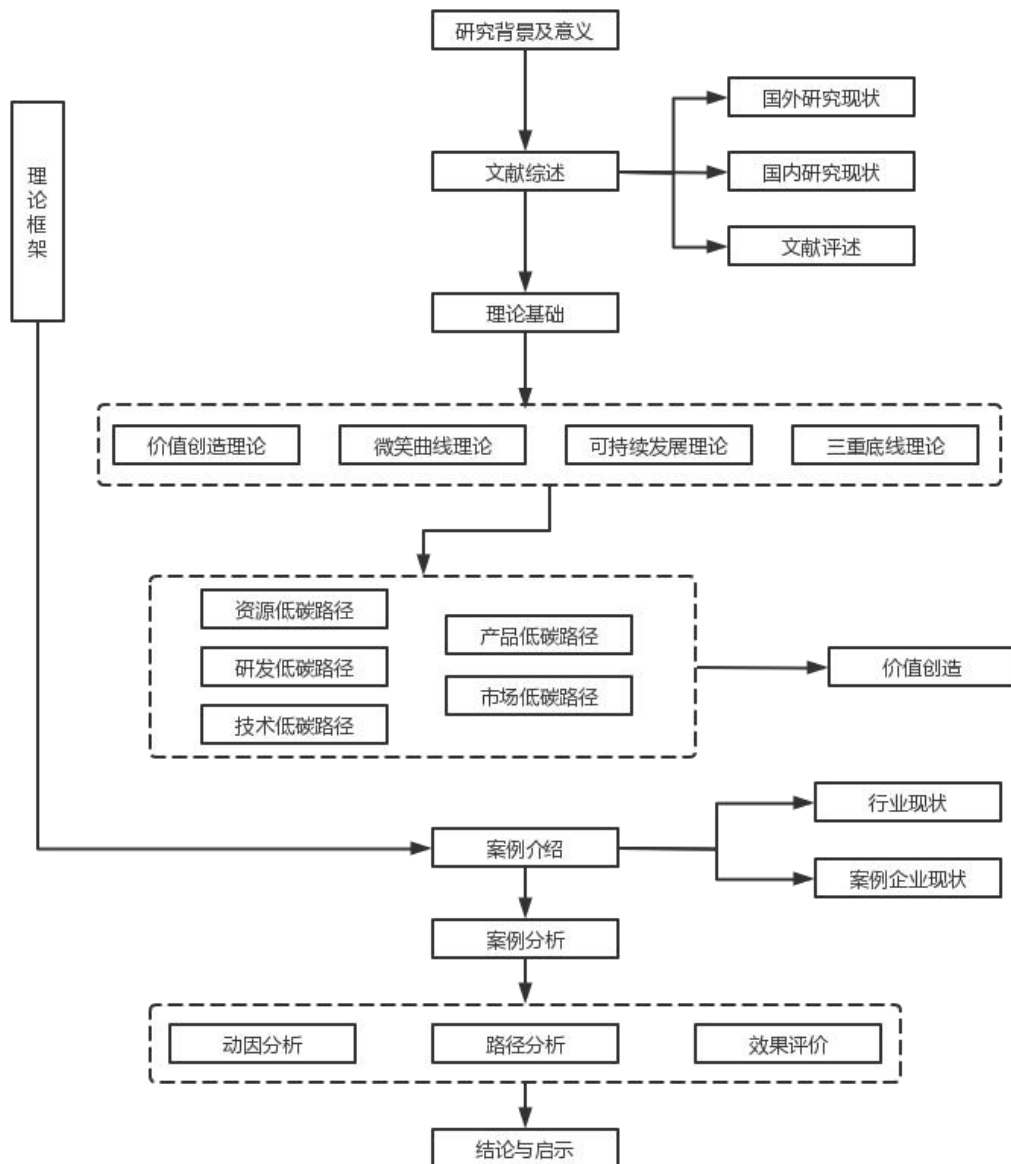 研究背景及意义
国外研究现状
理论框架
文献综述
国内研究现状
文献评述
理论基础
价值创造理论
微笑曲线理论
可持续发展理论
三重底线理论
资源低碳路径
产品低碳路径
研发低碳路径
价值创造
市场低碳路径
技术低碳路径
行业现状
案例介绍
案例企业现状
案例分析
动因分析
路径分析
效果评价
结论与启示